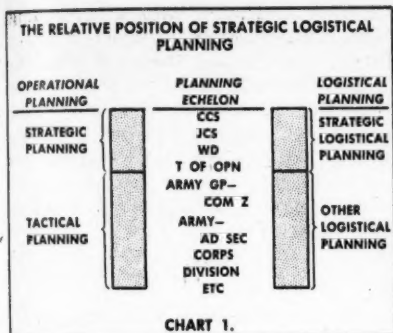 THE RELATIVE POSITION OF STRATEGIC LOGISTICAL
PLANNING
OPERATIONAL
PLANNING
PLANNING
ECHELON
LOGISTICAL
PLANNING
STRATEGIC
PLANNING
TACTICAL
PLANNING
CCS
JCS
WD
T OF OPN
ARMY GP—
COM Z
ARMY—
AD SEC
CORPS
DIVISION
ETC
STRATEGIC
LOGISTICAL
PLANNING
OTHER
LOGISTICAL
PLANNING
CHART 1.